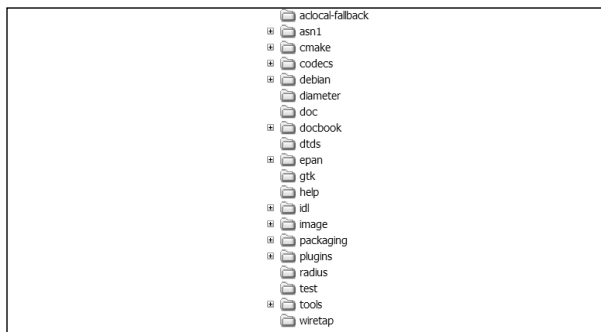 aclocal-fallback
asn1
cmake
codecs
debian
diameter
doc
docbook
dtds
epan
gtk
help
idl
image
packaging
plugins
radius
test
tools
wiretap